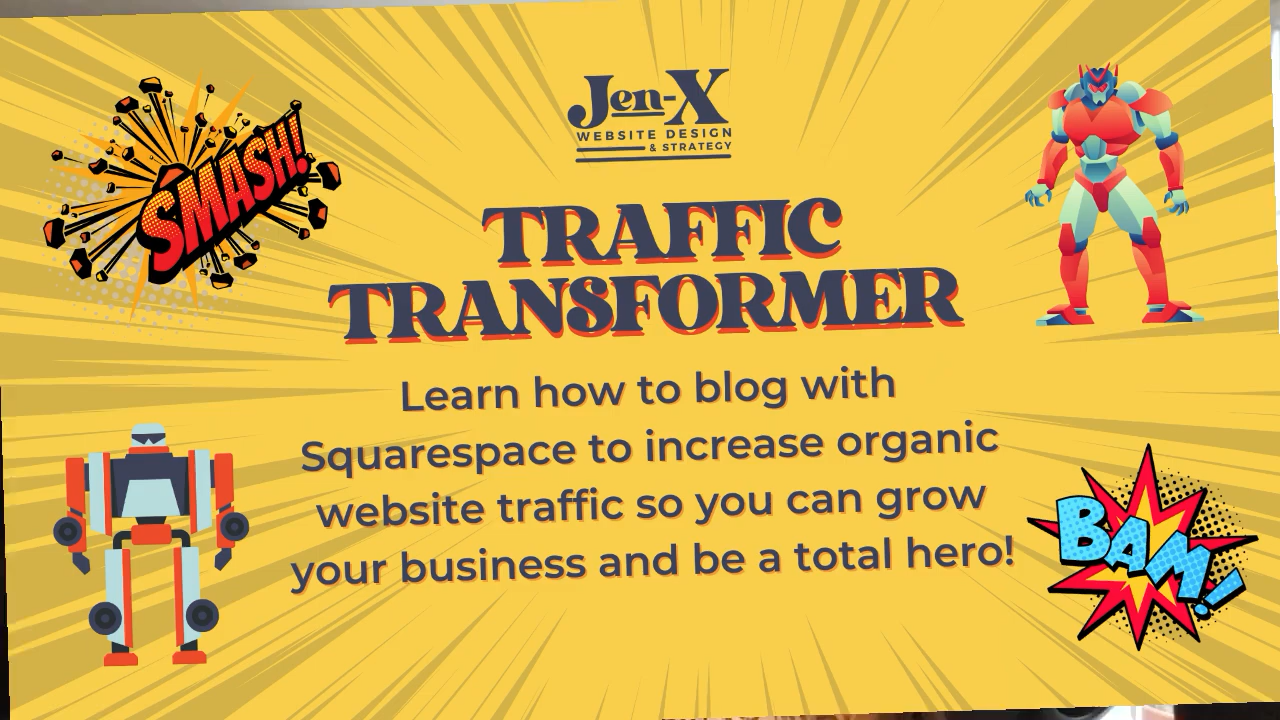 SMASH!
Jen-X
WEBSITE DESIGN
& STRATEGY
TRAFFIC
TRANSFORMER
Learn how to blog with
Squarespace to increase organic
website traffic so you can grow
your business and be a total hero!
BAM!